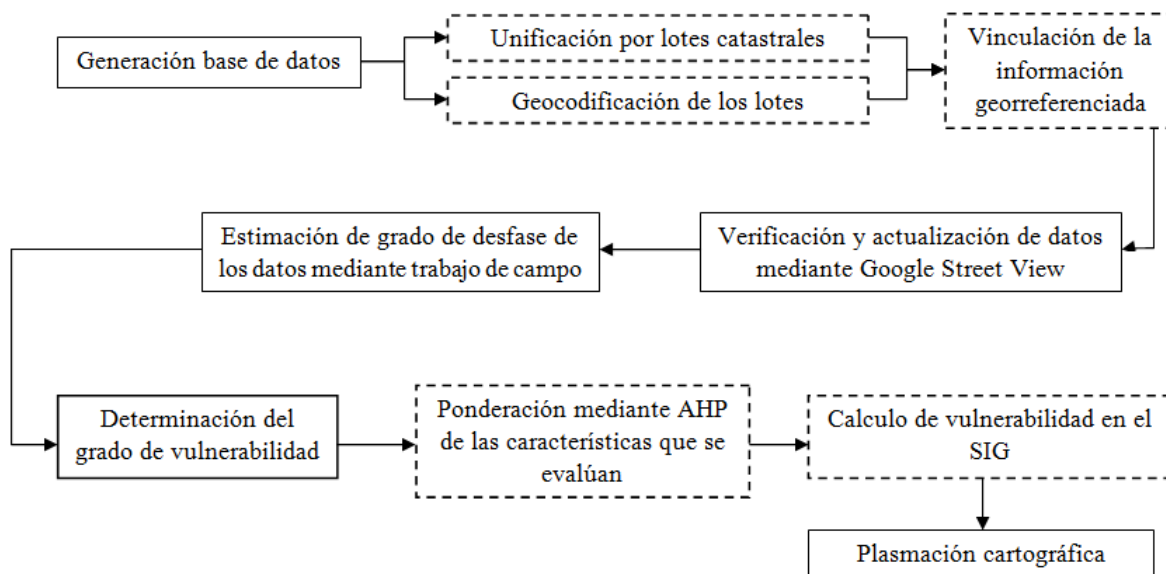 Generación base de datos
Unificación por lotes catastrales
Geocodificación de los lotes
Vinculación de la
información
georreferenciada
Verificación y actualización de datos
mediante Google Street View
Estimación de grado de desfase de
los datos mediante trabajo de campo
Determinación del
grado de vulnerabilidad
Ponderación mediante AHP
de las características que se
evalúan
Calculo de vulnerabilidad en el
SIG
Plasmación cartográfica